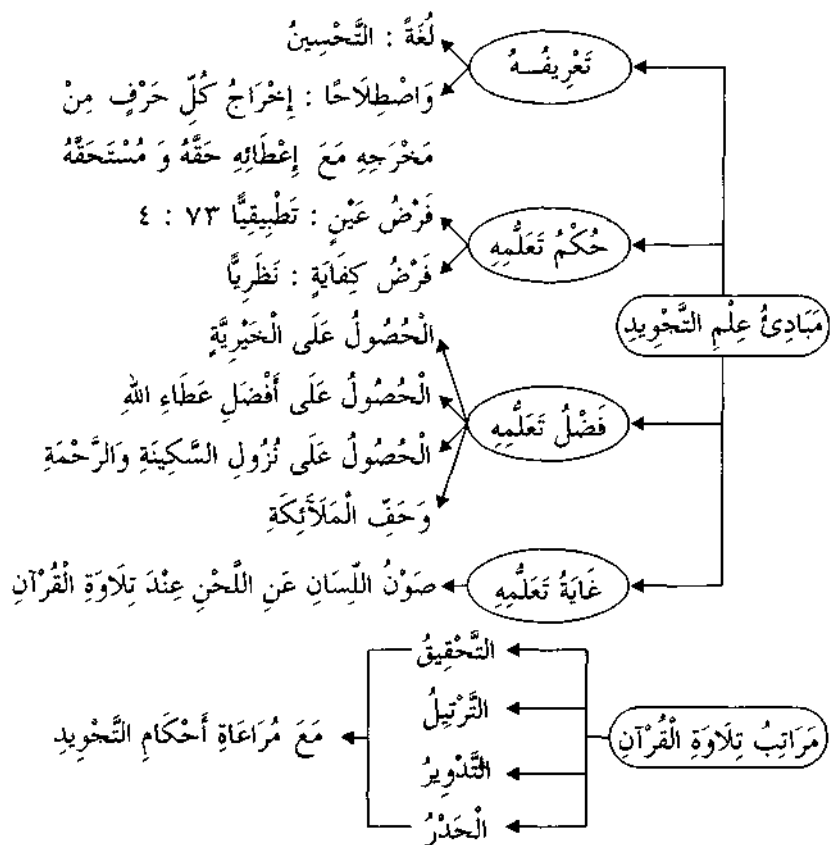 مَبَادِئُ عِلْمِ التَّجْوِيدِ
تَعْرِيفُـــهُ
لُغَةً : التَّحْسِينُ
وَاصْطِلَاحًا : إِخْرَاجُ كُلِّ حَرْفٍ مِنْ
مَخْرَجِهِ مَعَ إِعْطَائِهِ حَقَّهُ وَ مُسْتَحَقَّهُ
حُكْمُ تَعَلُّمِهِ
فَرْضُ عَيْنٍ : تَطْبِيقِيًّا ٧٣ : ٤
فَرْضُ كِفَايَةٍ : نَظَرِيًّا
فَضْلُ تَعَلُّمِهِ
الْحُصُولُ عَلَى الْخَيْرِيَّةِ
الْحُصُولُ عَلَى أَفْضَلِ عَطَاءِ اللهِ
الْحُصُولُ عَلَى نُزُولِ السَّكِينَةِ وَالرَّحْمَةِ
وَحَفِّ الْمَلَآئِكَةِ
غَايَةُ تَعَلُّمِهِ
صَوْنُ اللِّسَانِ عَنِ اللَّحْنِ عِنْدَ تِلَاوَةِ الْقُرْآنِ
مَرَاتِبُ تِلَاوَةِ الْقُرْآنِ
التَّحْقِيقُ
التَّرْتِيلُ
التَّدْوِيرُ
الْحَدْرُ
مَعَ مُرَاعَاةِ أَحْكَامِ التَّجْوِيدِ